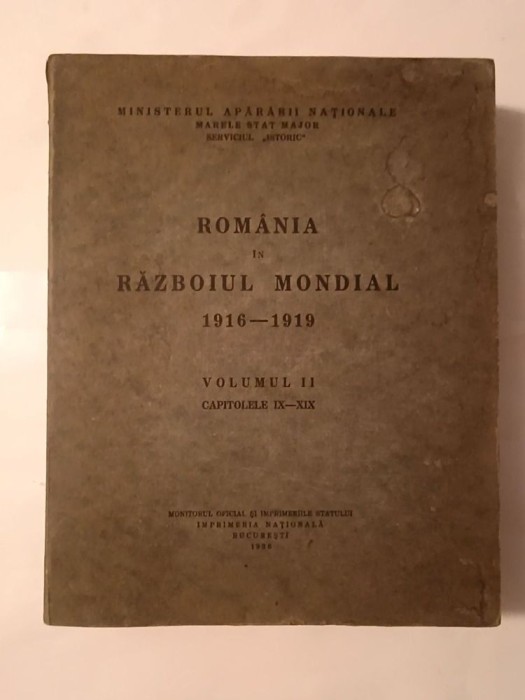 MINISTERUL APĂRĂRII NAȚIONALE
MARELE STAT MAJOR
SERVICIUL „ISTORIC”
ROMÂNIA
ÎN
RĂZBOIUL MONDIAL
1916—1919
VOLUMUL II
CAPITOLELE IX—XIX
MONITORUL OFICIAL ȘI IMPRIMERIILE STATULUI
IMPRIMERIA NAȚIONALĂ
BUCUREȘTI